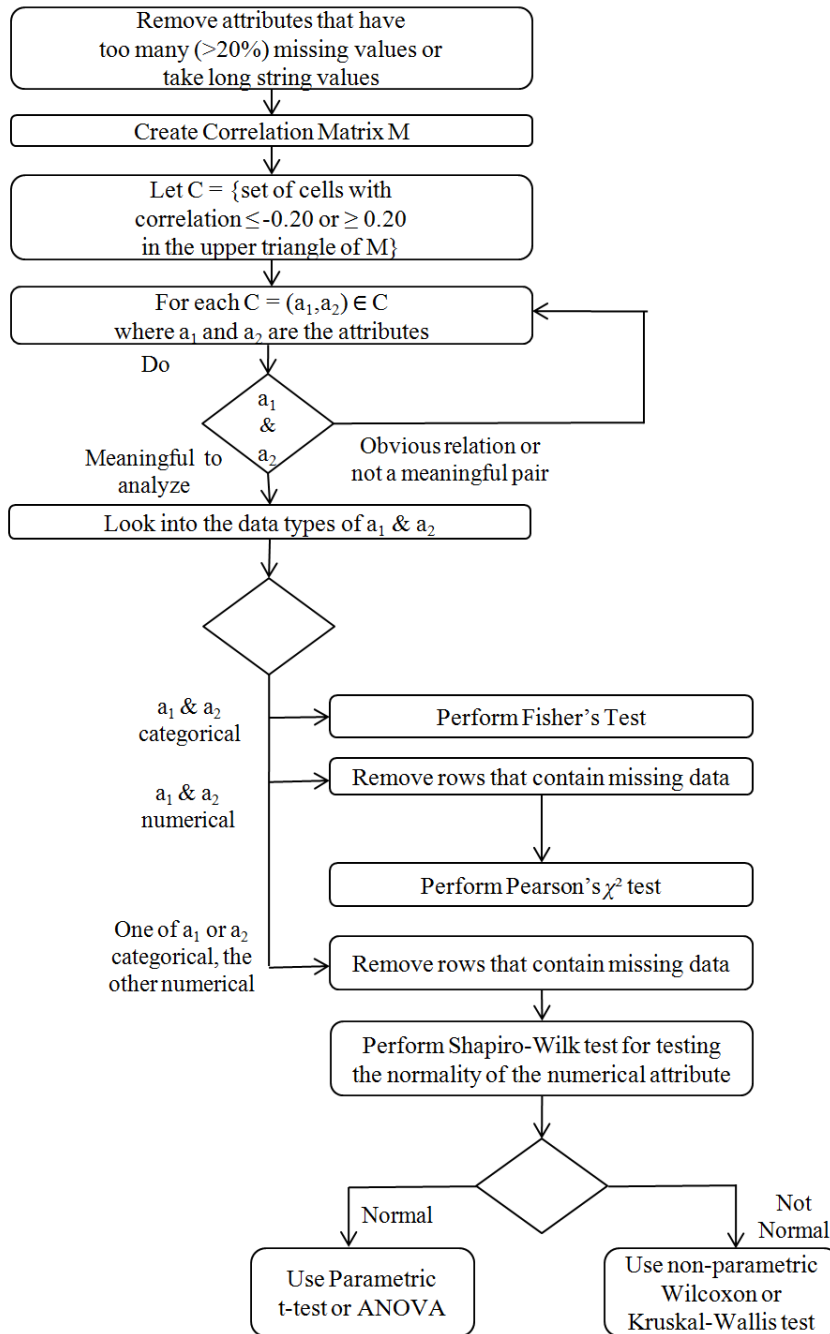 Remove attributes that have
too many (>20%) missing values or
take long string values
Create Correlation Matrix M
Let C = {set of cells with
correlation ≤ -0.20 or ≥ 0.20
in the upper triangle of M}
For each C = (a₁,a₂) ∈ C
where a₁ and a₂ are the attributes
Do
a₁
&
a₂
Obvious relation or
not a meaningful pair
Meaningful to
analyze
Look into the data types of a₁ & a₂
a₁ & a₂
categorical
Perform Fisher's Test
a₁ & a₂
numerical
Remove rows that contain missing data
Perform Pearson's χ² test
One of a₁ or a₂
categorical, the
other numerical
Remove rows that contain missing data
Perform Shapiro-Wilk test for testing
the normality of the numerical attribute
Normal
Not
Normal
Use Parametric
t-test or ANOVA
Use non-parametric
Wilcoxon or
Kruskal-Wallis test